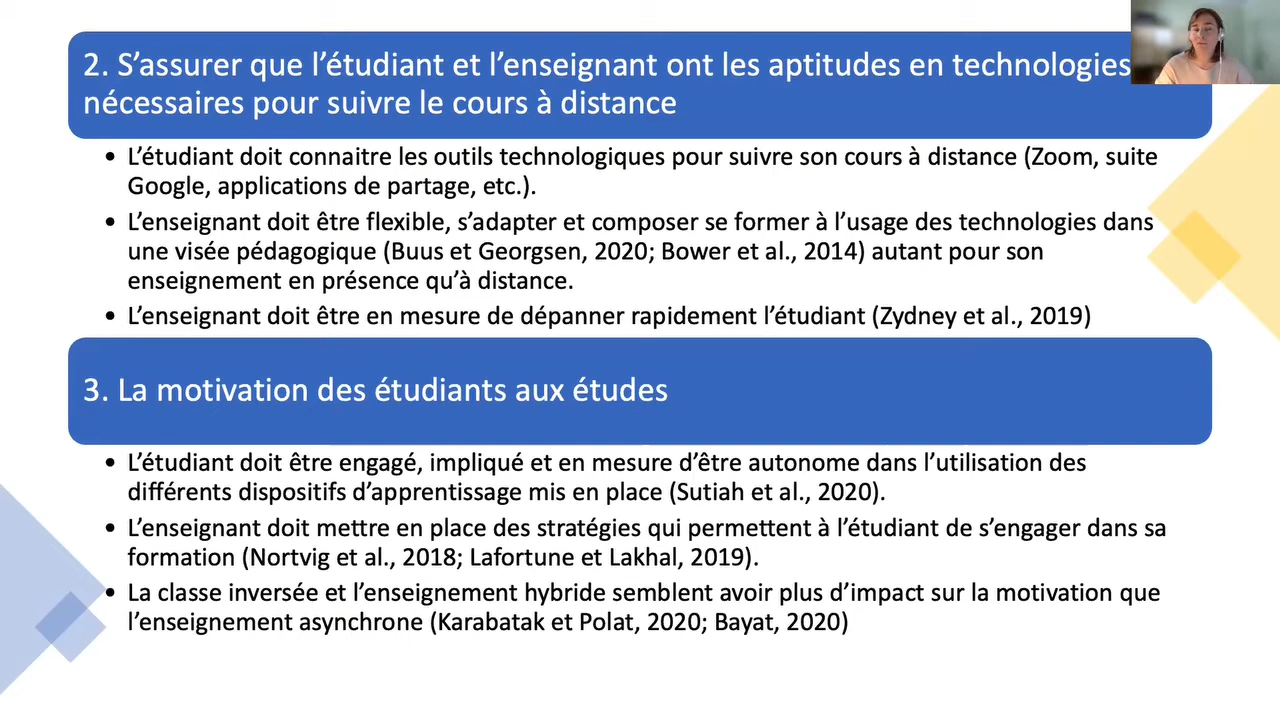 2. S’assurer que l’étudiant et l’enseignant ont les aptitudes en technologies
nécessaires pour suivre le cours à distance
• L’étudiant doit connaitre les outils technologiques pour suivre son cours à distance (Zoom, suite
Google, applications de partage, etc.).
• L’enseignant doit être flexible, s’adapter et composer se former à l’usage des technologies dans
une visée pédagogique (Buus et Georgsen, 2020; Bower et al., 2014) autant pour son
enseignement en présence qu’à distance.
• L’enseignant doit être en mesure de dépanner rapidement l’étudiant (Zydney et al., 2019)
3. La motivation des étudiants aux études
• L’étudiant doit être engagé, impliqué et en mesure d’être autonome dans l’utilisation des
différents dispositifs d’apprentissage mis en place (Sutiah et al., 2020).
• L’enseignant doit mettre en place des stratégies qui permettent à l’étudiant de s’engager dans sa
formation (Nortvig et al., 2018; Lafortune et Lakhal, 2019).
• La classe inversée et l’enseignement hybride semblent avoir plus d’impact sur la motivation que
l’enseignement asynchrone (Karabatak et Polat, 2020; Bayat, 2020)